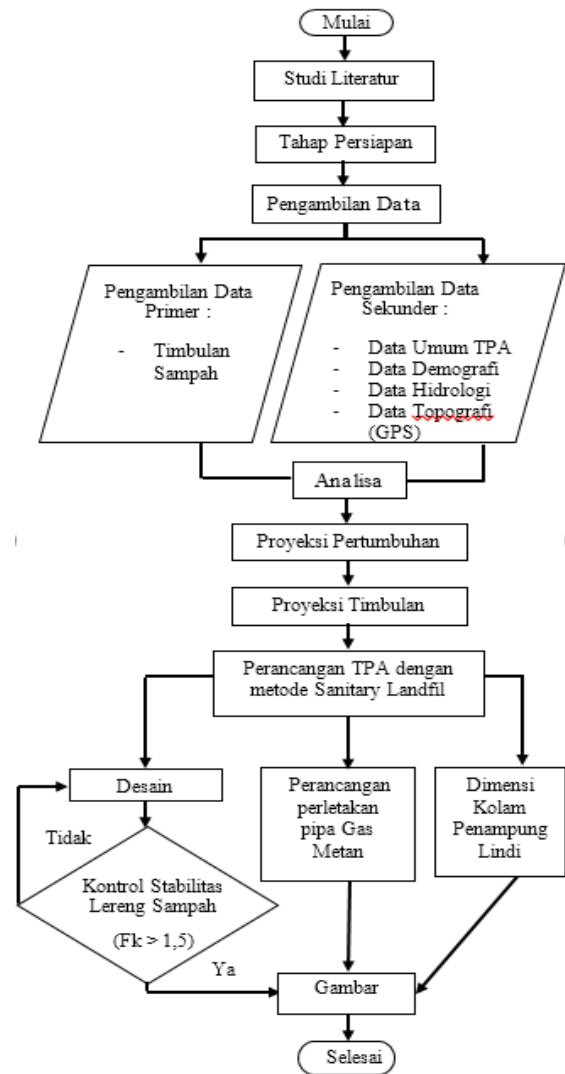 Mulai
Studi Literatur
Tahap Persiapan
Pengambilan Data
Pengambilan Data
Primer :
- Timbulan
Sampah
Pengambilan Data
Sekunder :
- Data Umum TPA
- Data Demografi
- Data Hidrologi
- Data Topografi
(GPS)
Analisa
Proyeksi Pertumbuhan
Proyeksi Timbulan
Perancangan TPA dengan
metode Sanitary Landfil
Desain
Tidak
Kontrol Stabilitas
Lereng Sampah
(Fk > 1,5)
Ya
Perancangan
perletakan
pipa Gas
Metan
Dimensi
Kolam
Penampung
Lindi
Gambar
Selesai